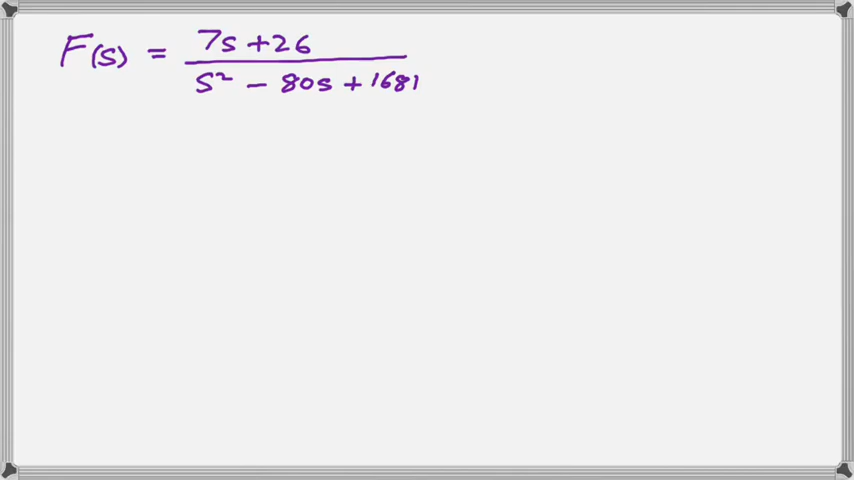 F(s) = 7s + 26
s² - 80s + 1681